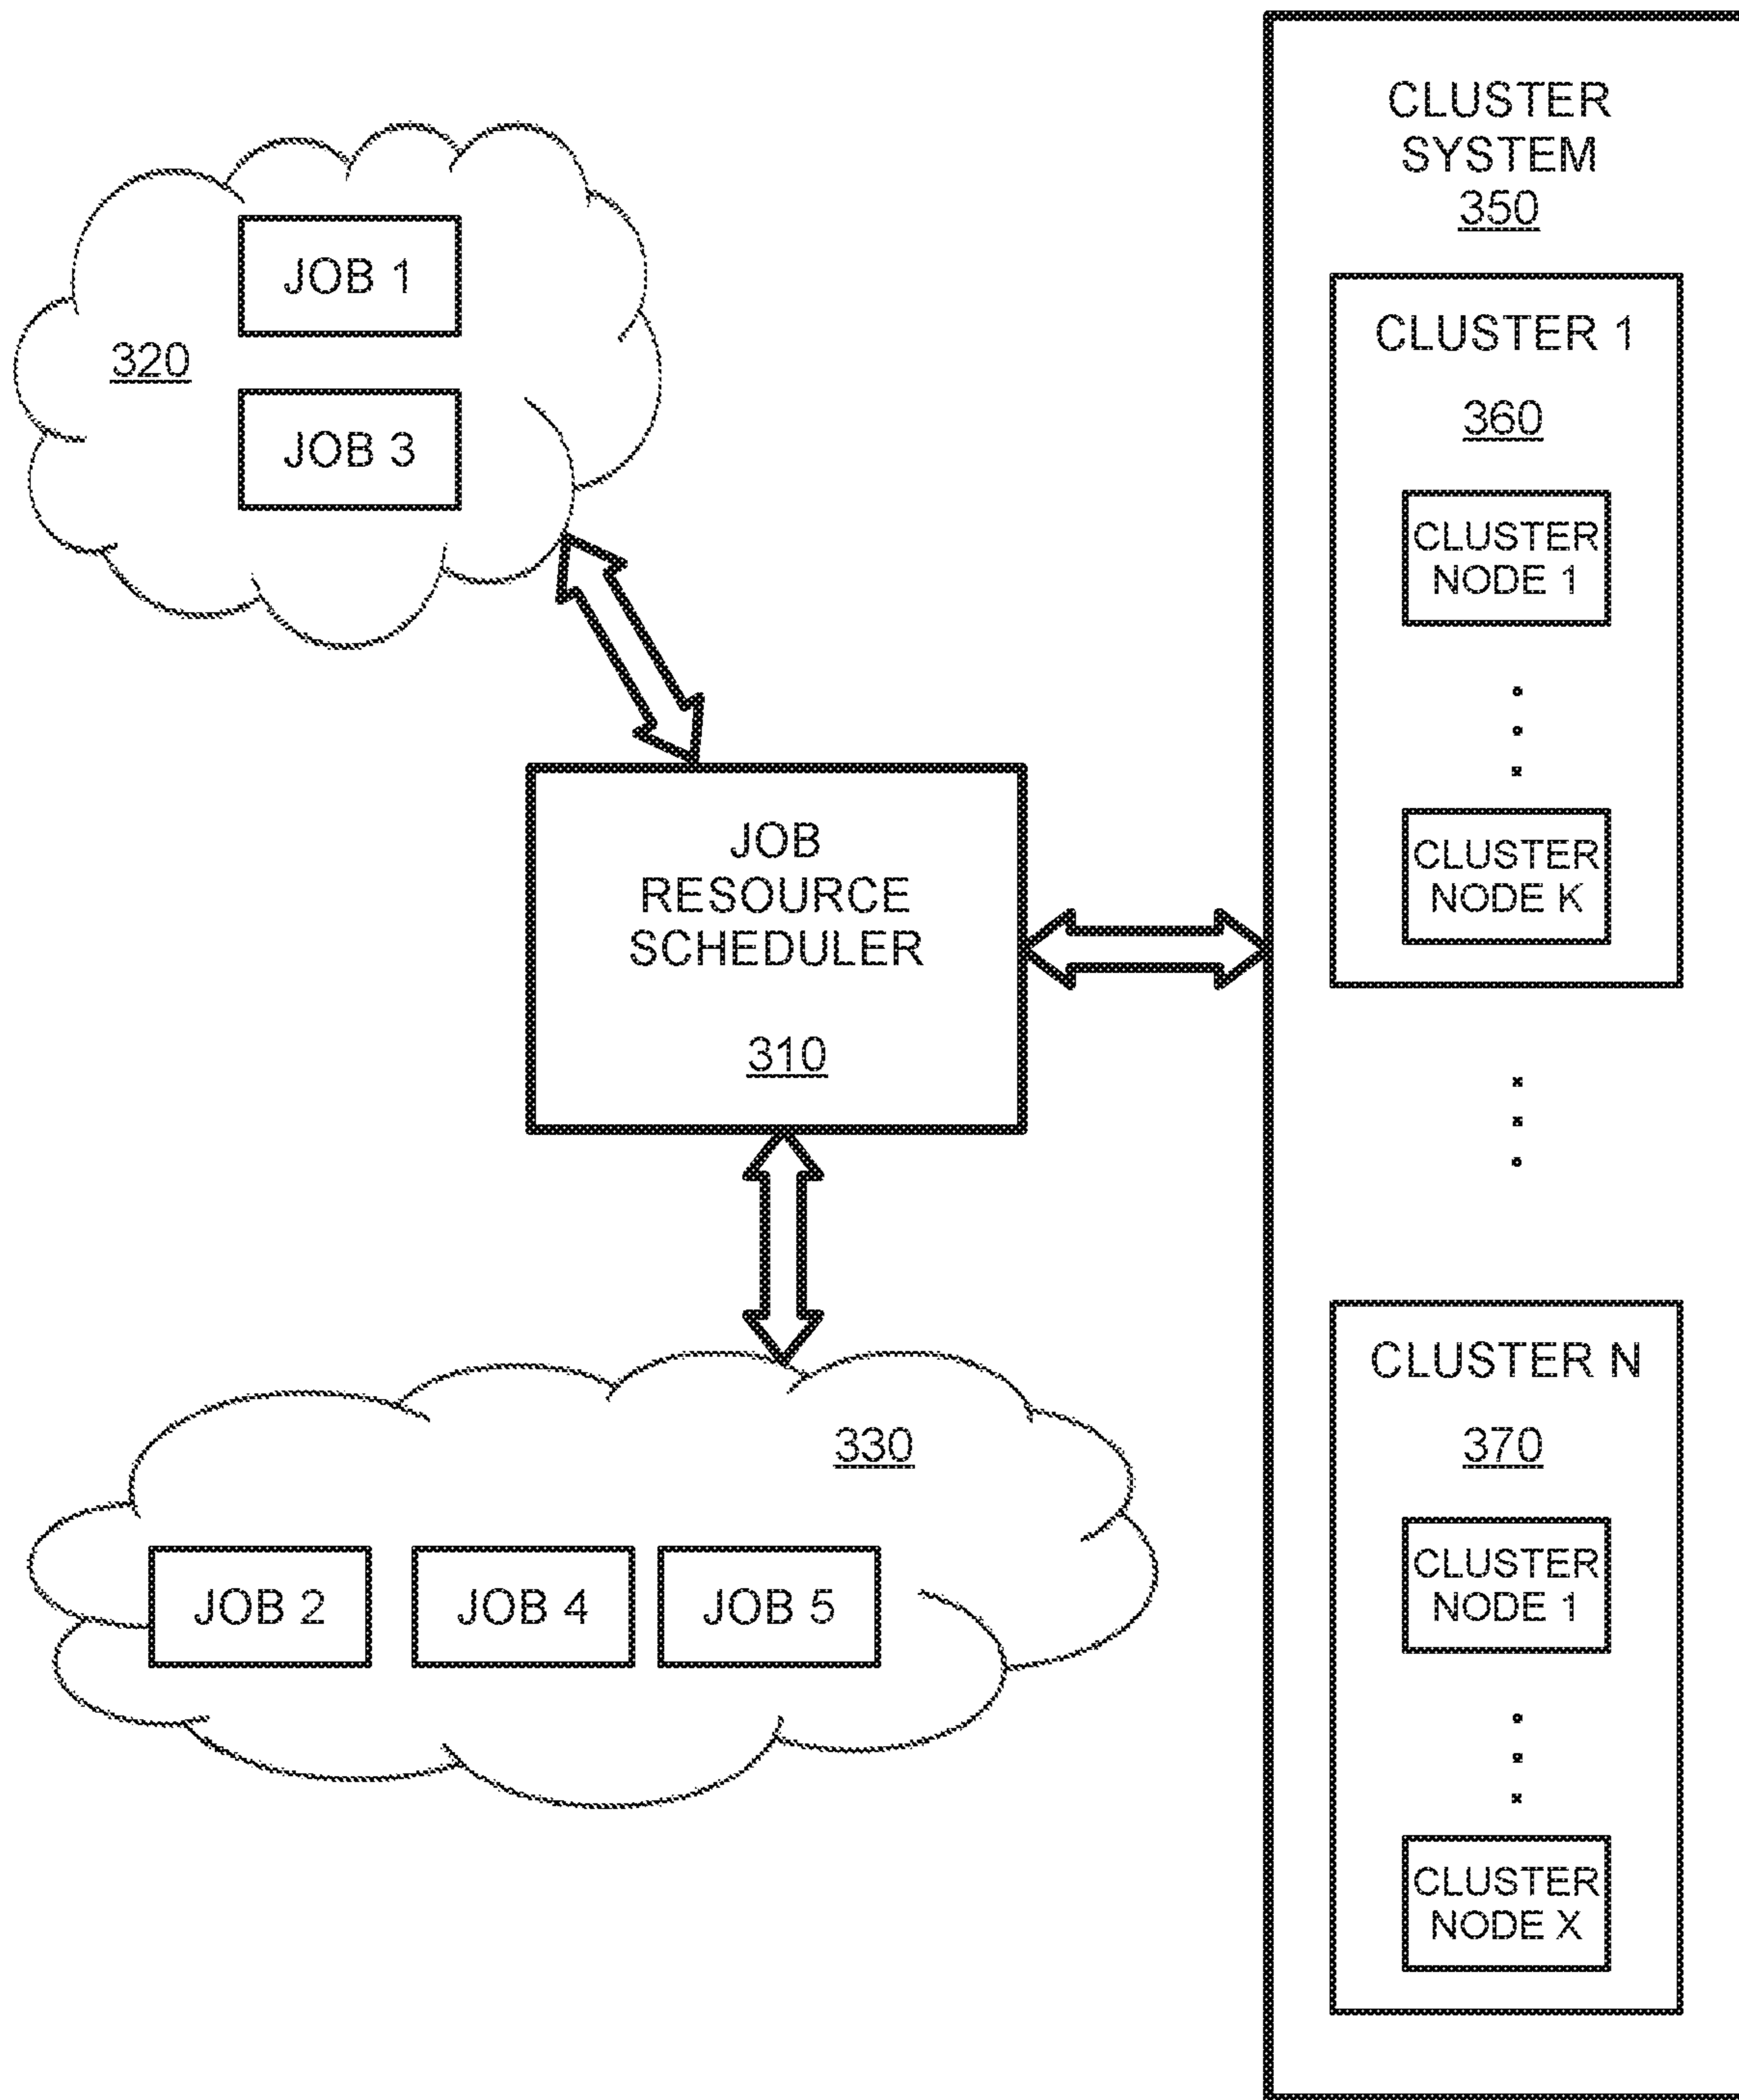 JOB 1
320
JOB 3
JOB
RESOURCE
SCHEDULER
310
330
JOB 2
JOB 4
JOB 5
CLUSTER
SYSTEM
350
CLUSTER 1
360
CLUSTER
NODE 1
CLUSTER
NODE K
CLUSTER N
370
CLUSTER
NODE 1
CLUSTER
NODE X